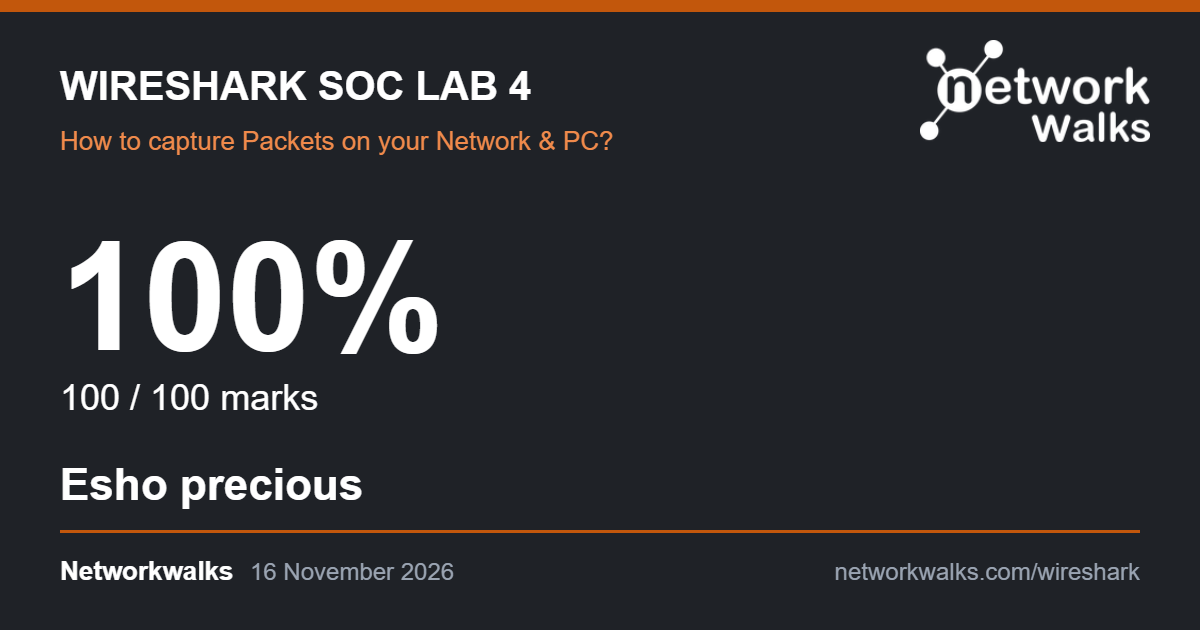 WIRESHARK SOC LAB 4
How to capture Packets on your Network & PC?
network
walks
100%
100 / 100 marks
Esho precious
Networkwalks 16 November 2026
networkwalks.com/wireshark